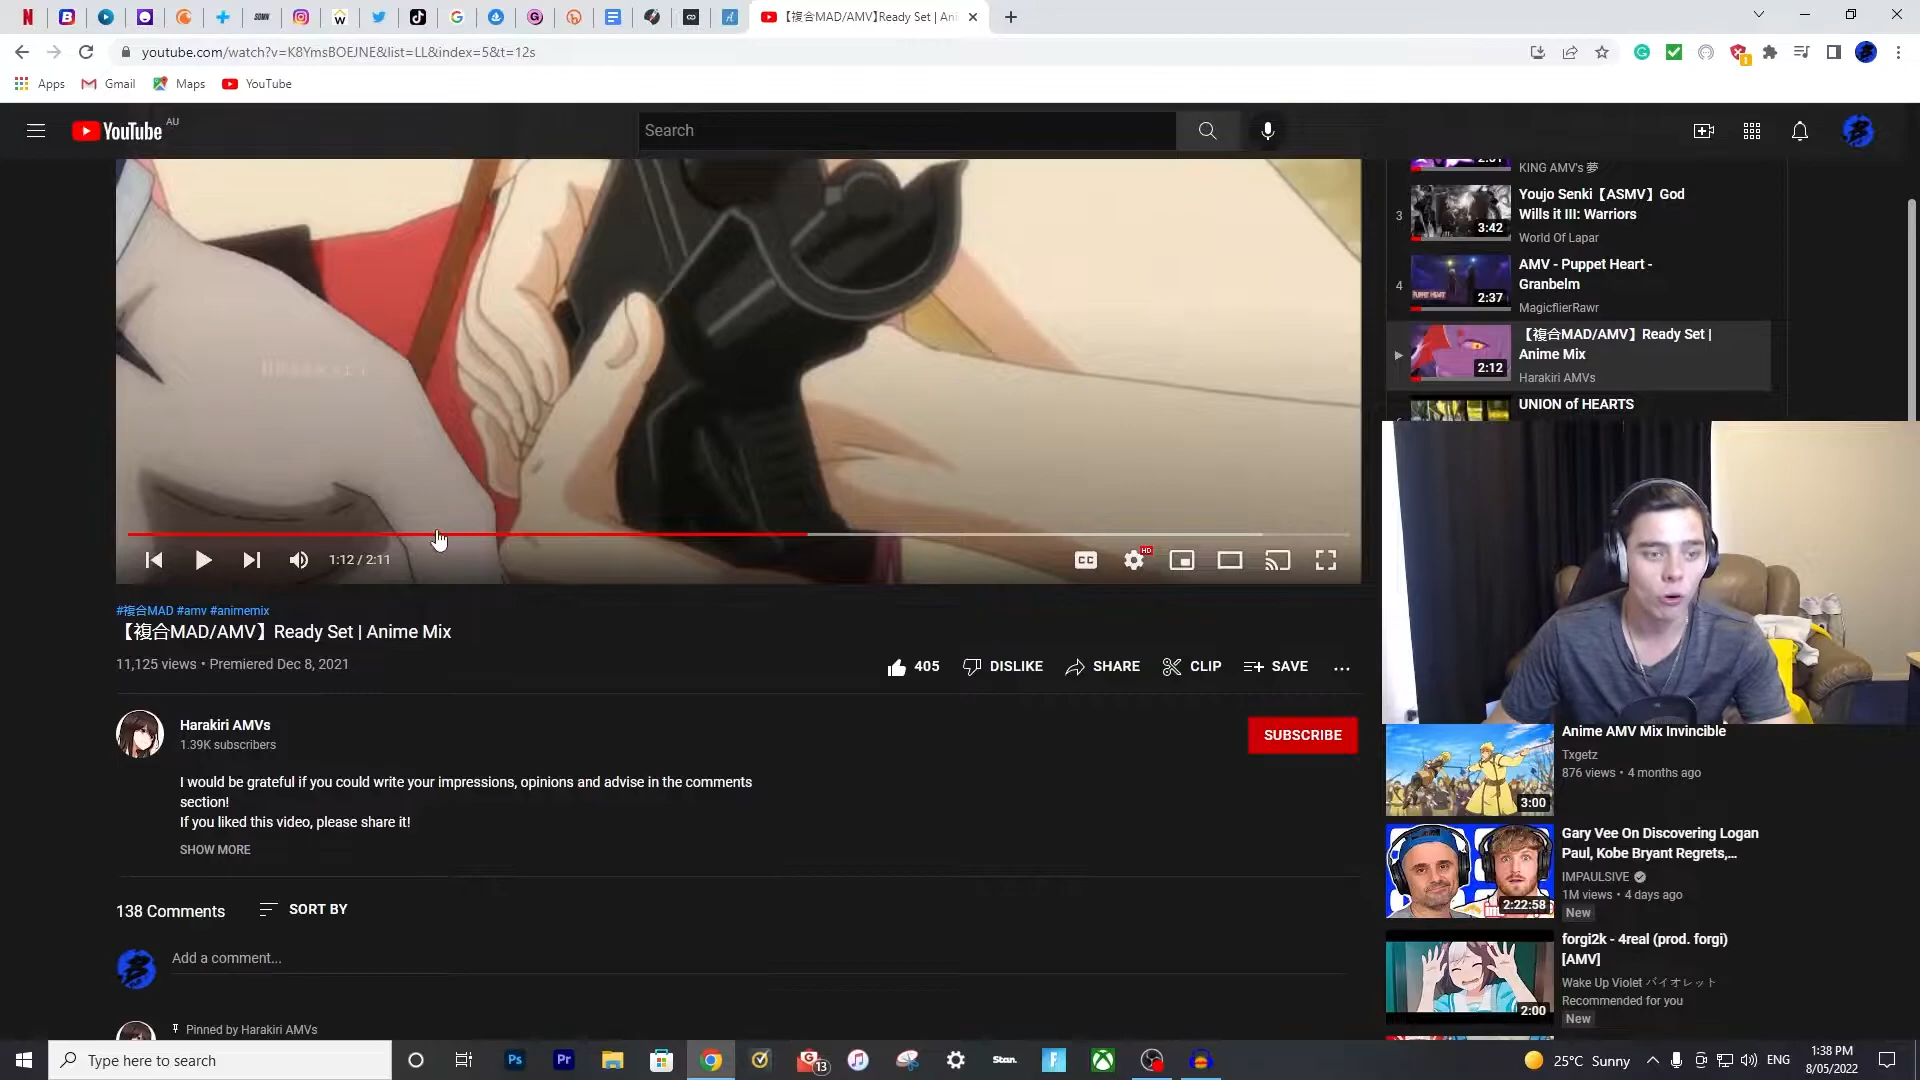 【複合MAD/AMV】Ready Set | Ani
youtube.com/watch?v=K8YmsBOEJNE&list=LL&index=5&t=12s
Apps
Gmail
Maps
YouTube
YouTube AU
Search
1:12 / 2:11
CC
HD
#複合MAD #amv #animemix
【複合MAD/AMV】Ready Set | Anime Mix
11,125 views • Premiered Dec 8, 2021
405
DISLIKE
SHARE
CLIP
SAVE
Harakiri AMVs
1.39K subscribers
SUBSCRIBE
I would be grateful if you could write your impressions, opinions and advise in the comments
section!
If you liked this video, please share it!
SHOW MORE
138 Comments
SORT BY
Add a comment...
Pinned by Harakiri AMVs
KING AMV's 夢
3
3:42
Youjo Senki【ASMV】God
Wills it III: Warriors
World Of Lapar
4
2:37
AMV - Puppet Heart -
Granbelm
MagicflierRawr
2:12
【複合MAD/AMV】Ready Set |
Anime Mix
Harakiri AMVs
UNION of HEARTS
3:00
Anime AMV Mix Invincible
Txgetz
876 views • 4 months ago
2:22:58
Gary Vee On Discovering Logan
Paul, Kobe Bryant Regrets,...
IMPAULSIVE
1M views • 4 days ago
New
2:00
forgi2k - 4real (prod. forgi)
[AMV]
Wake Up Violet バイオレット
Recommended for you
New
Type here to search
Ps
Pr
13
Stan.
25°C Sunny
ENG
1:38 PM
8/05/2022